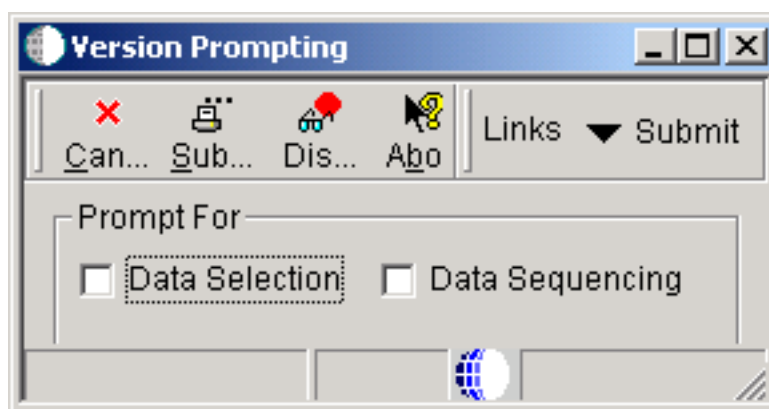 Version Prompting
Can... Sub... Dis... Abo Links Submit
Prompt For
Data Selection Data Sequencing